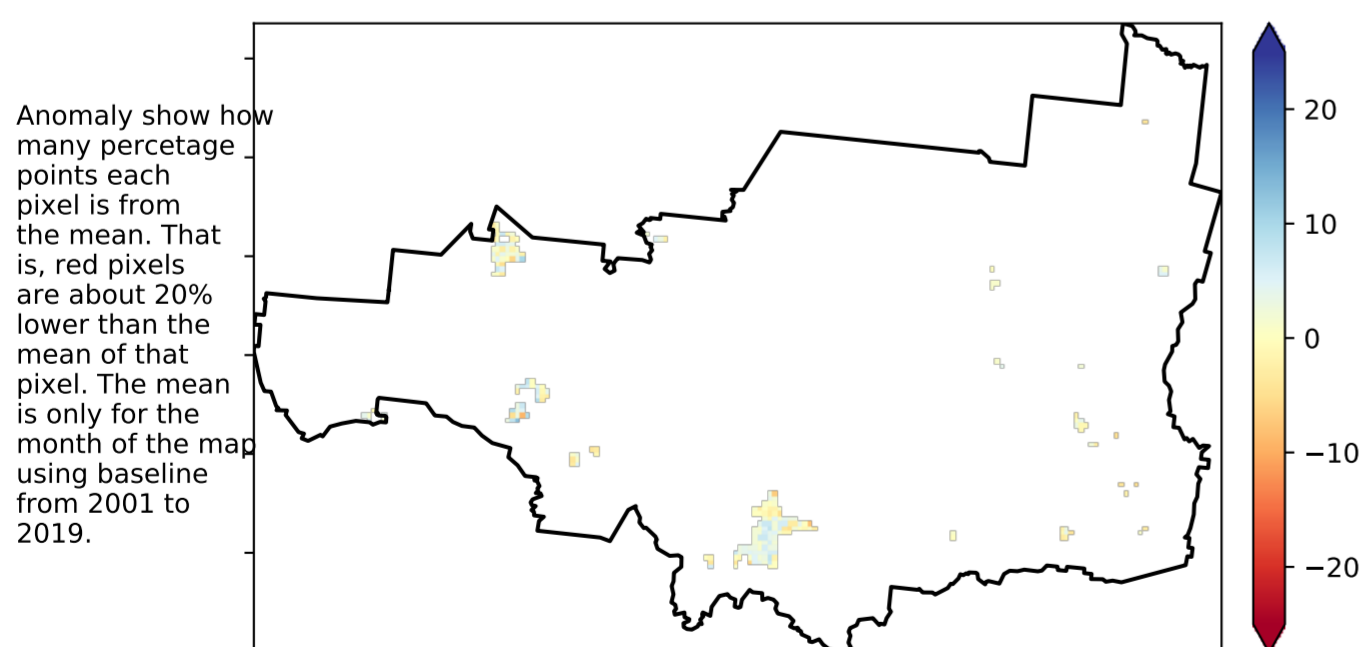 Anomaly show how
many percetage
points each
pixel is from
the mean. That
is, red pixels
are about 20%
lower than the
mean of that
pixel. The mean
is only for the
month of the map
using baseline
from 2001 to
2019.
20
10
0
−10
−20